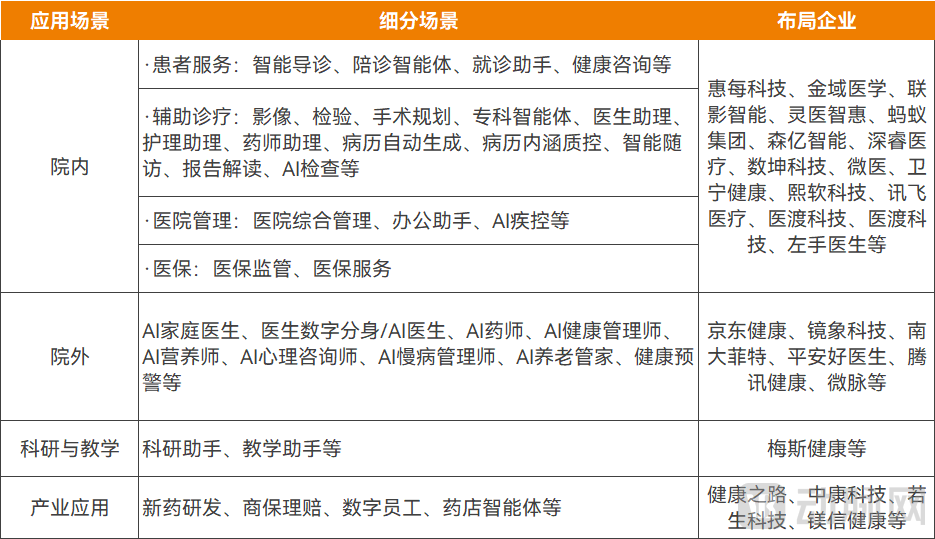 应用场景
细分场景
布局企业
院内
·患者服务：智能导诊、陪诊智能体、就诊助手、健康咨询等
·辅助诊疗：影像、检验、手术规划、专科智能体、医生助理、
护理助理、药师助理、病历自动生成、病历内涵质控、智能随
访、报告解读、AI检查等
·医院管理：医院综合管理、办公助手、AI疾控等
·医保：医保监管、医保服务
惠每科技、金域医学、联
影智能、灵医智惠、蚂蚁
集团、森亿智能、深睿医
疗、数坤科技、微医、卫
宁健康、熙软科技、讯飞
医疗、医渡科技、医渡科
技、左手医生等
院外
AI家庭医生、医生数字分身/AI医生、AI药师、AI健康管理师、
AI营养师、AI心理咨询师、AI慢病管理师、AI养老管家、健康预
警等
京东健康、镜象科技、南
大菲特、平安好医生、腾
讯健康、微脉等
科研与教学
科研助手、教学助手等
梅斯健康等
产业应用
新药研发、商保理赔、数字员工、药店智能体等
健康之路、中康科技、若
生科技、镁信健康等
动脉网